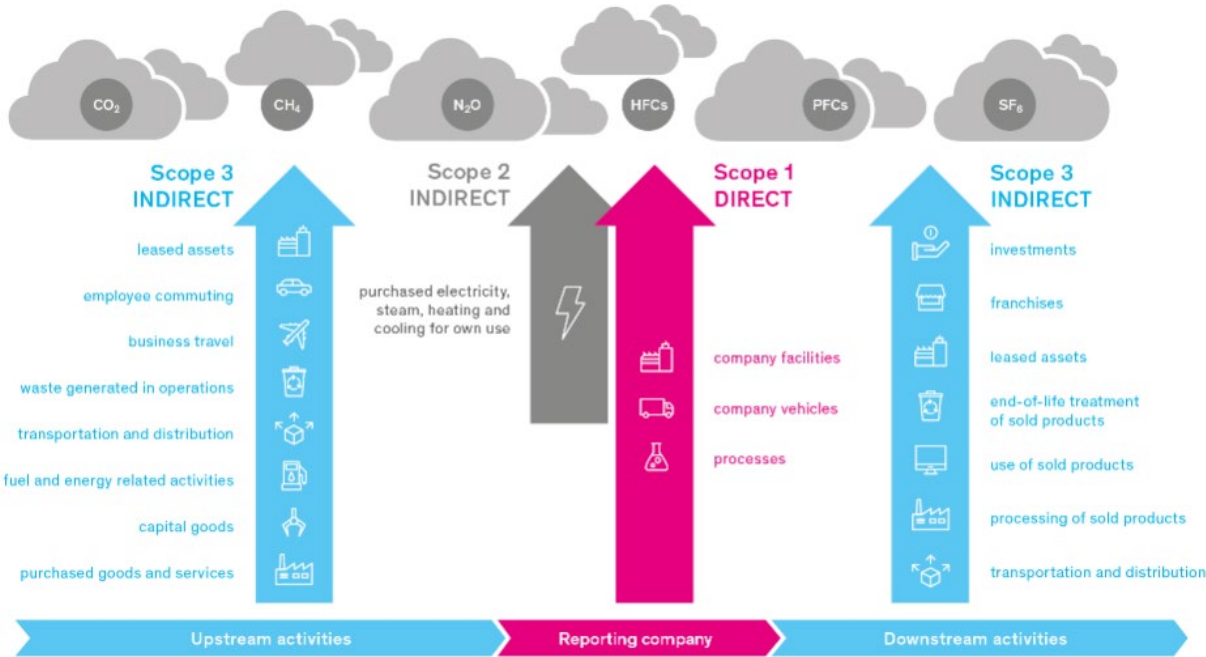 CO₂
CH₄
N₂O
HFCs
PFCs
SF₆
Scope 3
INDIRECT
leased assets
employee commuting
business travel
waste generated in operations
transportation and distribution
fuel and energy related activities
capital goods
purchased goods and services
Scope 2
INDIRECT
purchased electricity,
steam, heating and
cooling for own use
Scope 1
DIRECT
company facilities
company vehicles
processes
Scope 3
INDIRECT
investments
franchises
leased assets
end-of-life treatment
of sold products
use of sold products
processing of sold products
transportation and distribution
Upstream activities
Reporting company
Downstream activities